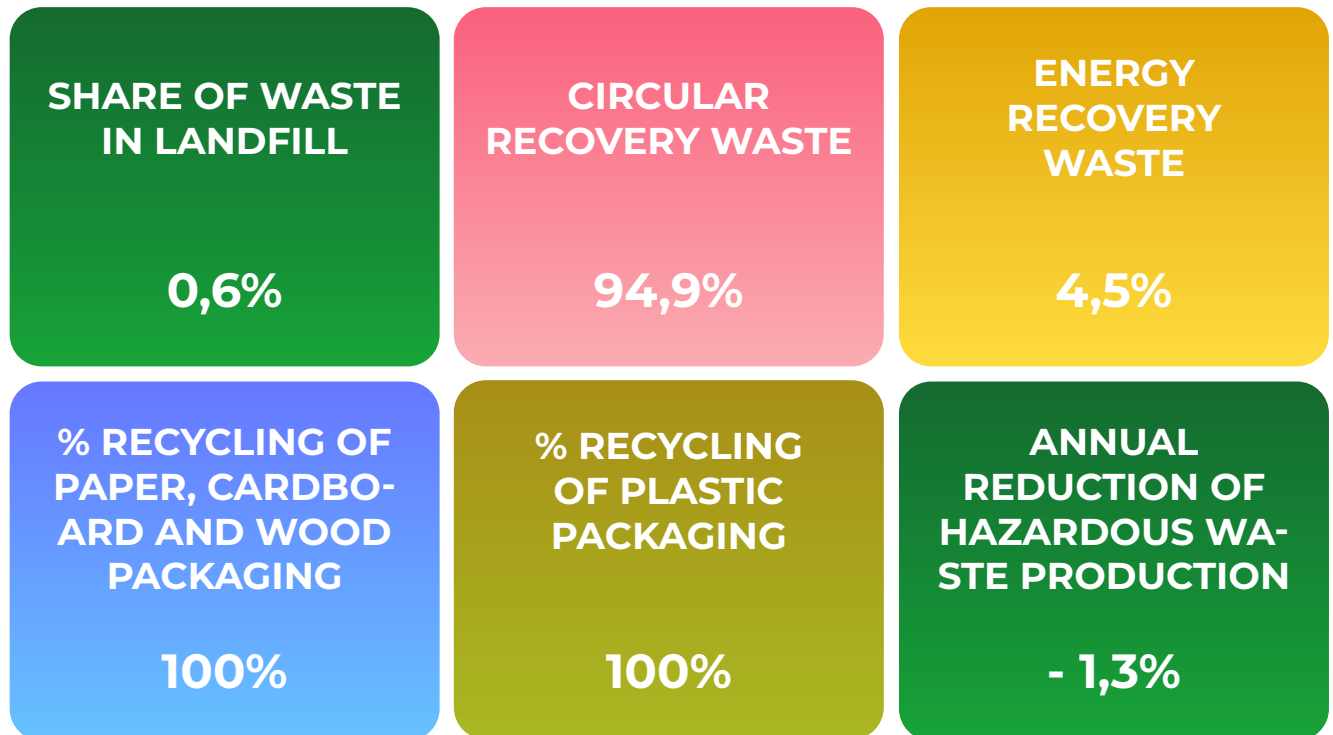 SHARE OF WASTE
IN LANDFILL
0,6%
CIRCULAR
RECOVERY WASTE
94,9%
ENERGY
RECOVERY
WASTE
4,5%
% RECYCLING OF
PAPER, CARDBO-
ARD AND WOOD
PACKAGING
100%
% RECYCLING
OF PLASTIC
PACKAGING
100%
ANNUAL
REDUCTION OF
HAZARDOUS WA-
STE PRODUCTION
- 1,3%